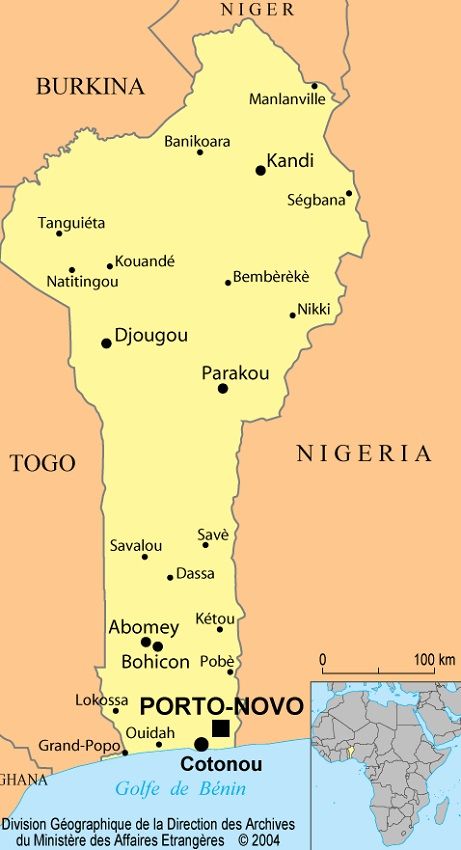 NIGER
BURKINA
Manlanville
Banikoara
Kandi
Ségbana
Tanguiéta
Kouandé
Natitingou
Bembèrèkè
Nikki
Djougou
Parakou
TOGO
NIGERIA
Savè
Savalou
Dassa
Kétou
Abomey
Bohicon
Pobè
0 100 km
Lokossa
PORTO-NOVO
Ouidah
Grand-Popo
Cotonou
GHANA
Golfe de Bénin
Division Géographique de la Direction des Archives
du Ministère des Affaires Etrangères © 2004